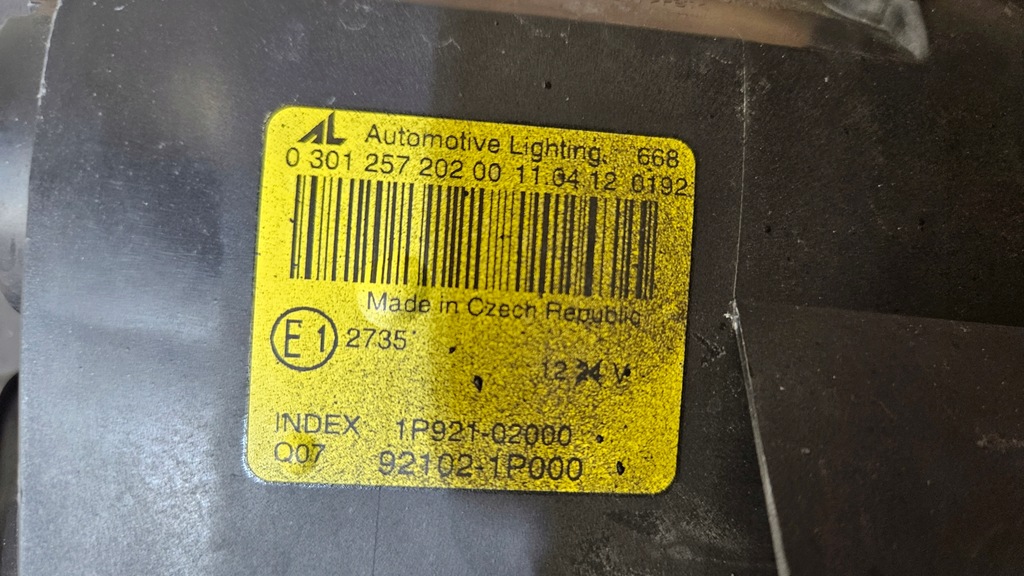 AL Automotive Lighting. 668
0 301 257 202 00 11 04 12 0192
Made in Czech Republic
E1 2735
12 24 V
INDEX 1P921-02000
Q07 92102-1P000